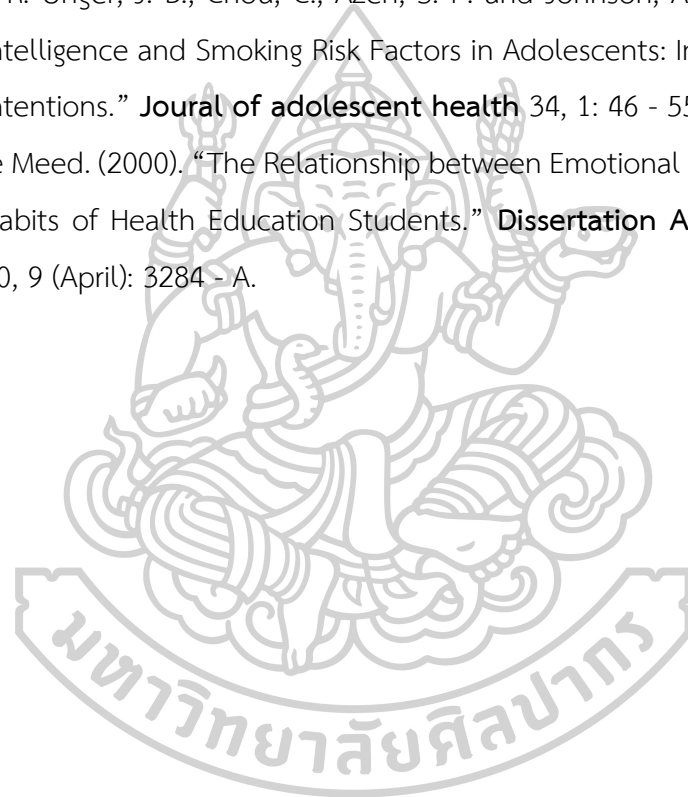 R. Unger, J. B., Chou, C., Azen, S. P. and Johnson, A
ntelligence and Smoking Risk Factors in Adolescents: In
ntentions.” Joural of adolescent health 34, 1: 46 - 55
e Meed. (2000). “The Relationship between Emotional
abits of Health Education Students.” Dissertation A
0, 9 (April): 3284 - A.
มหาวิทยาลัยศิลปากร